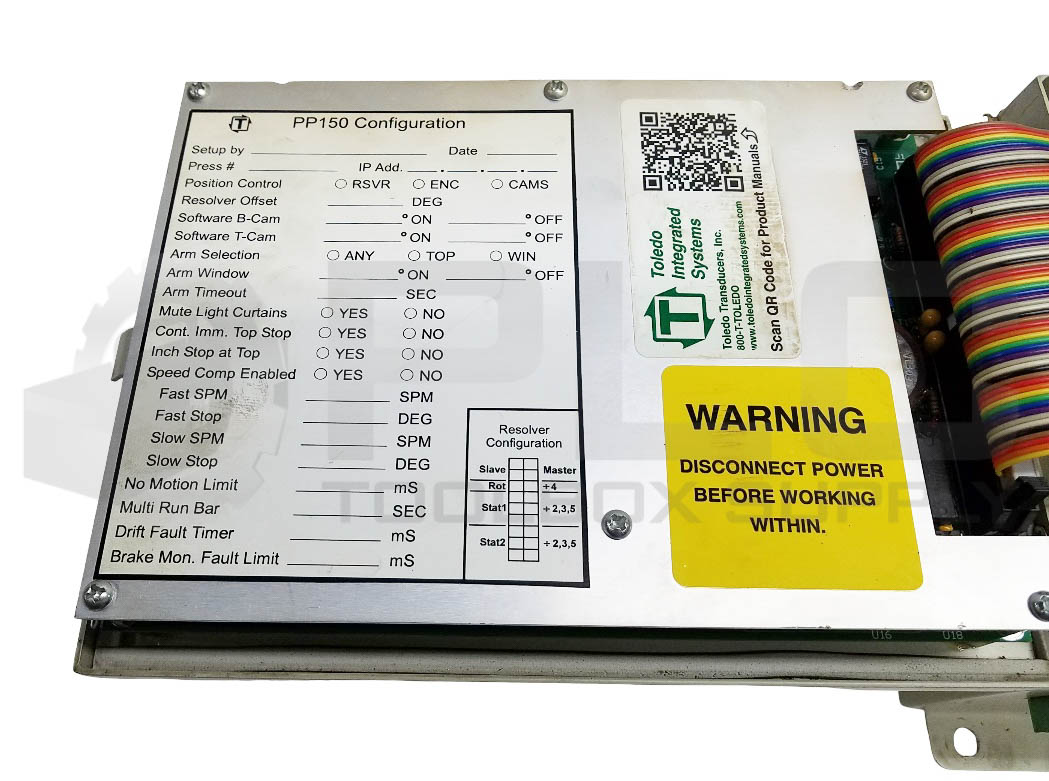 PP150 Configuration
Setup by Date
Press # IP Add. . . .
Position Control RSVR ENC CAMS
Resolver Offset DEG
Software B-Cam ° ON ° OFF
Software T-Cam ° ON ° OFF
Arm Selection ANY TOP WIN
Arm Window ° ON ° OFF
Arm Timeout SEC
Mute Light Curtains YES NO
Cont. Imm. Top Stop YES NO
Inch Stop at Top YES NO
Speed Comp Enabled YES NO
Fast SPM SPM
Fast Stop DEG
Slow SPM SPM
Slow Stop DEG
No Motion Limit mS
Multi Run Bar SEC
Drift Fault Timer mS
Brake Mon. Fault Limit mS
Resolver
Configuration
Slave Master
Rot ÷4
Stat1 ÷2,3,5
Stat2 ÷2,3,5
T
Toledo
Integrated
Systems
Toledo Transducers, Inc.
800-T-TOLEDO
www.toledointegratedsystems.com
Scan QR Code for Product Manuals
WARNING
DISCONNECT POWER
BEFORE WORKING
WITHIN.
U16 U18
PLC
TOOLBOX SUPPLY